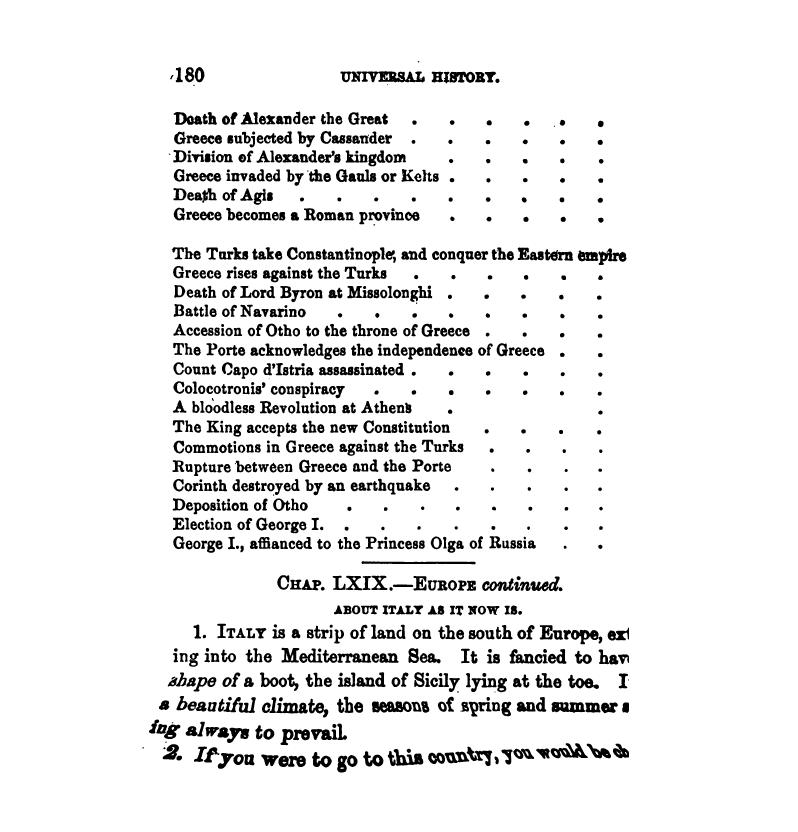 180 UNIVERSAL HISTORY.
Death of Alexander the Great . . . . . .
Greece subjected by Cassander . . . . . .
Division of Alexander's kingdom . . . . .
Greece invaded by the Gauls or Kelts . . . . .
Death of Agis . . . . . . . . .
Greece becomes a Roman province . . . . .
The Turks take Constantinople, and conquer the Eastern empire
Greece rises against the Turks . . . . . .
Death of Lord Byron at Missolonghi . . . . .
Battle of Navarino . . . . . . . .
Accession of Otho to the throne of Greece . . . .
The Porte acknowledges the independence of Greece . .
Count Capo d'Istria assassinated . . . . . .
Colocotronis' conspiracy . . . . . . .
A bloodless Revolution at Athens . .
The King accepts the new Constitution . . . .
Commotions in Greece against the Turks . . . .
Rupture between Greece and the Porte . . . .
Corinth destroyed by an earthquake . . . . .
Deposition of Otho . . . . . . . .
Election of George I. . . . . . . . .
George I., affianced to the Princess Olga of Russia . .
CHAP. LXIX.—EUROPE continued.
ABOUT ITALY AS IT NOW IS.
1. ITALY is a strip of land on the south of Europe, ext
ing into the Mediterranean Sea. It is fancied to hav
shape of a boot, the island of Sicily lying at the toe. I
a beautiful climate, the seasons of spring and summer
ing always to prevail.
2. If you were to go to this country, you would be ch